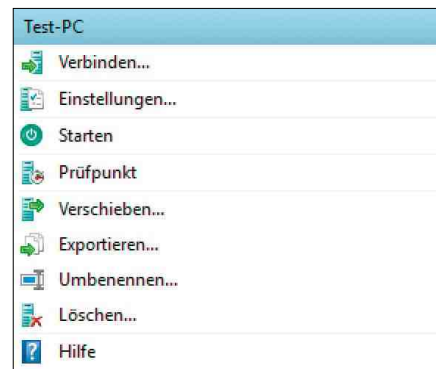 Test-PC
Verbinden...
Einstellungen...
Starten
Prüfpunkt
Verschieben...
Exportieren...
Umbenennen...
Löschen...
Hilfe